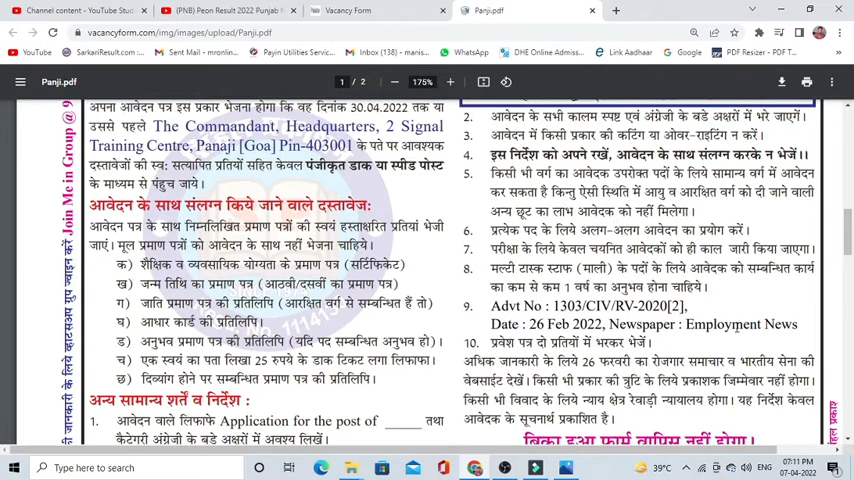 Channel content - YouTube Studio
(PNB) Peon Result 2022 Punjab N
Vacancy Form
Panji.pdf
vacancyform.com/img/images/upload/Panji.pdf
YouTube
SarkariResult.com :...
Sent Mail - mronlin...
Payin Utility Servic...
Inbox (138) - manis...
WhatsApp
DHE Online Admissi...
Link Aadhaar
Google
PDF Resizer - PDF T...
Panji.pdf
1 / 2
175%
अपना आवेदन पत्र इस प्रकार भेजना होगा कि वह दिनांक 30.04.2022 तक या
उससे पहले The Commandant, Headquarters, 2 Signal
Training Centre, Panaji [Goa] Pin-403001 के पते पर आवश्यक
दस्तावेजों की स्व: सत्यापित प्रतियों सहित केवल पंजीकृत डाक या स्पीड पोस्ट
के माध्यम से पंहुच जाये।
आवेदन के साथ संलग्न किये जाने वाले दस्तावेज:
आवेदन पत्र के साथ निम्नलिखित प्रमाण पत्रों की स्वयं हस्ताक्षरित प्रतियां भेजी
जाएं। मूल प्रमाण पत्रों को आवेदन के साथ नहीं भेजना चाहिये।
क) शैक्षिक व व्यवसायिक योग्यता के प्रमाण पत्र (सर्टिफिकेट)
ख) जन्म तिथि का प्रमाण पत्र (आठवी/दसवीं का प्रमाण पत्र)
ग) जाति प्रमाण पत्र की प्रतिलिपि (आरक्षित वर्ग से सम्बन्धित हैं तो)
घ) आधार कार्ड की प्रतिलिपि।
ड) अनुभव प्रमाण पत्र की प्रतिलिपि (यदि पद सम्बन्धित अनुभव हो)।
च) एक स्वयं का पता लिखा 25 रुपये के डाक टिकट लगा लिफाफा।
छ) दिव्यांग होने पर सम्बन्धित प्रमाण पत्र की प्रतिलिपि।
अन्य सामान्य शर्तें व निर्देश :
1. आवेदन वाले लिफाफे Application for the post of ______ तथा
कैटेगरी अंग्रेजी के बडे अक्षरों में अवश्य लिखें।
2. आवेदन के सभी कालम स्पष्ट एवं अंग्रेजी के बडे अक्षरों में भरे जाएगें।
3. आवेदन में किसी प्रकार की कटिंग या ओवर-राइटिंग न करें।
4. इस निर्देश को अपने रखें, आवेदन के साथ संलग्न करके न भेजें।।
5. किसी भी वर्ग का आवेदक उपरोक्त पदों के लिये सामान्य वर्ग में आवेदन
कर सकता है किन्तु ऐसी स्थिति में आयु व आरक्षित वर्ग को दी जाने वाली
अन्य छूट का लाभ आवेदक को नहीं मिलेगा।
6. प्रत्येक पद के लिये अलग-अलग आवेदन का प्रयोग करें।
7. परीक्षा के लिये केवल चयनित आवेदकों को ही काल जारी किया जाएगा।
8. मल्टी टास्क स्टाफ (माली) के पदों के लिये आवेदक को सम्बन्धित कार्य
का कम से कम 1 वर्ष का अनुभव होना चाहिये।
9. Advt No : 1303/CIV/RV-2020[2],
Date : 26 Feb 2022, Newspaper : Employment News
10. प्रवेश पत्र दो प्रतियों में भरकर भेजें।
अधिक जानकारी के लिये 26 फरवरी का रोजगार समाचार व भारतीय सेना की
वेबसाईट देखें। किसी भी प्रकार की त्रुटि के लिये प्रकाशक जिम्मेवार नहीं होगा।
किसी भी विवाद के लिये न्याय क्षेत्र रेवाड़ी न्यायालय होगा। यह निर्देश केवल
आवेदक के सूचनार्थ प्रकाशित है।
बिका हुआ फार्म वापिस नहीं होगा।
री जानकारी के लिये व्हाटसअप ग्रुप ज्वाइन करें Join Me in Group @ 9
Type here to search
39°C
ENG
07:11 PM
07-04-2022